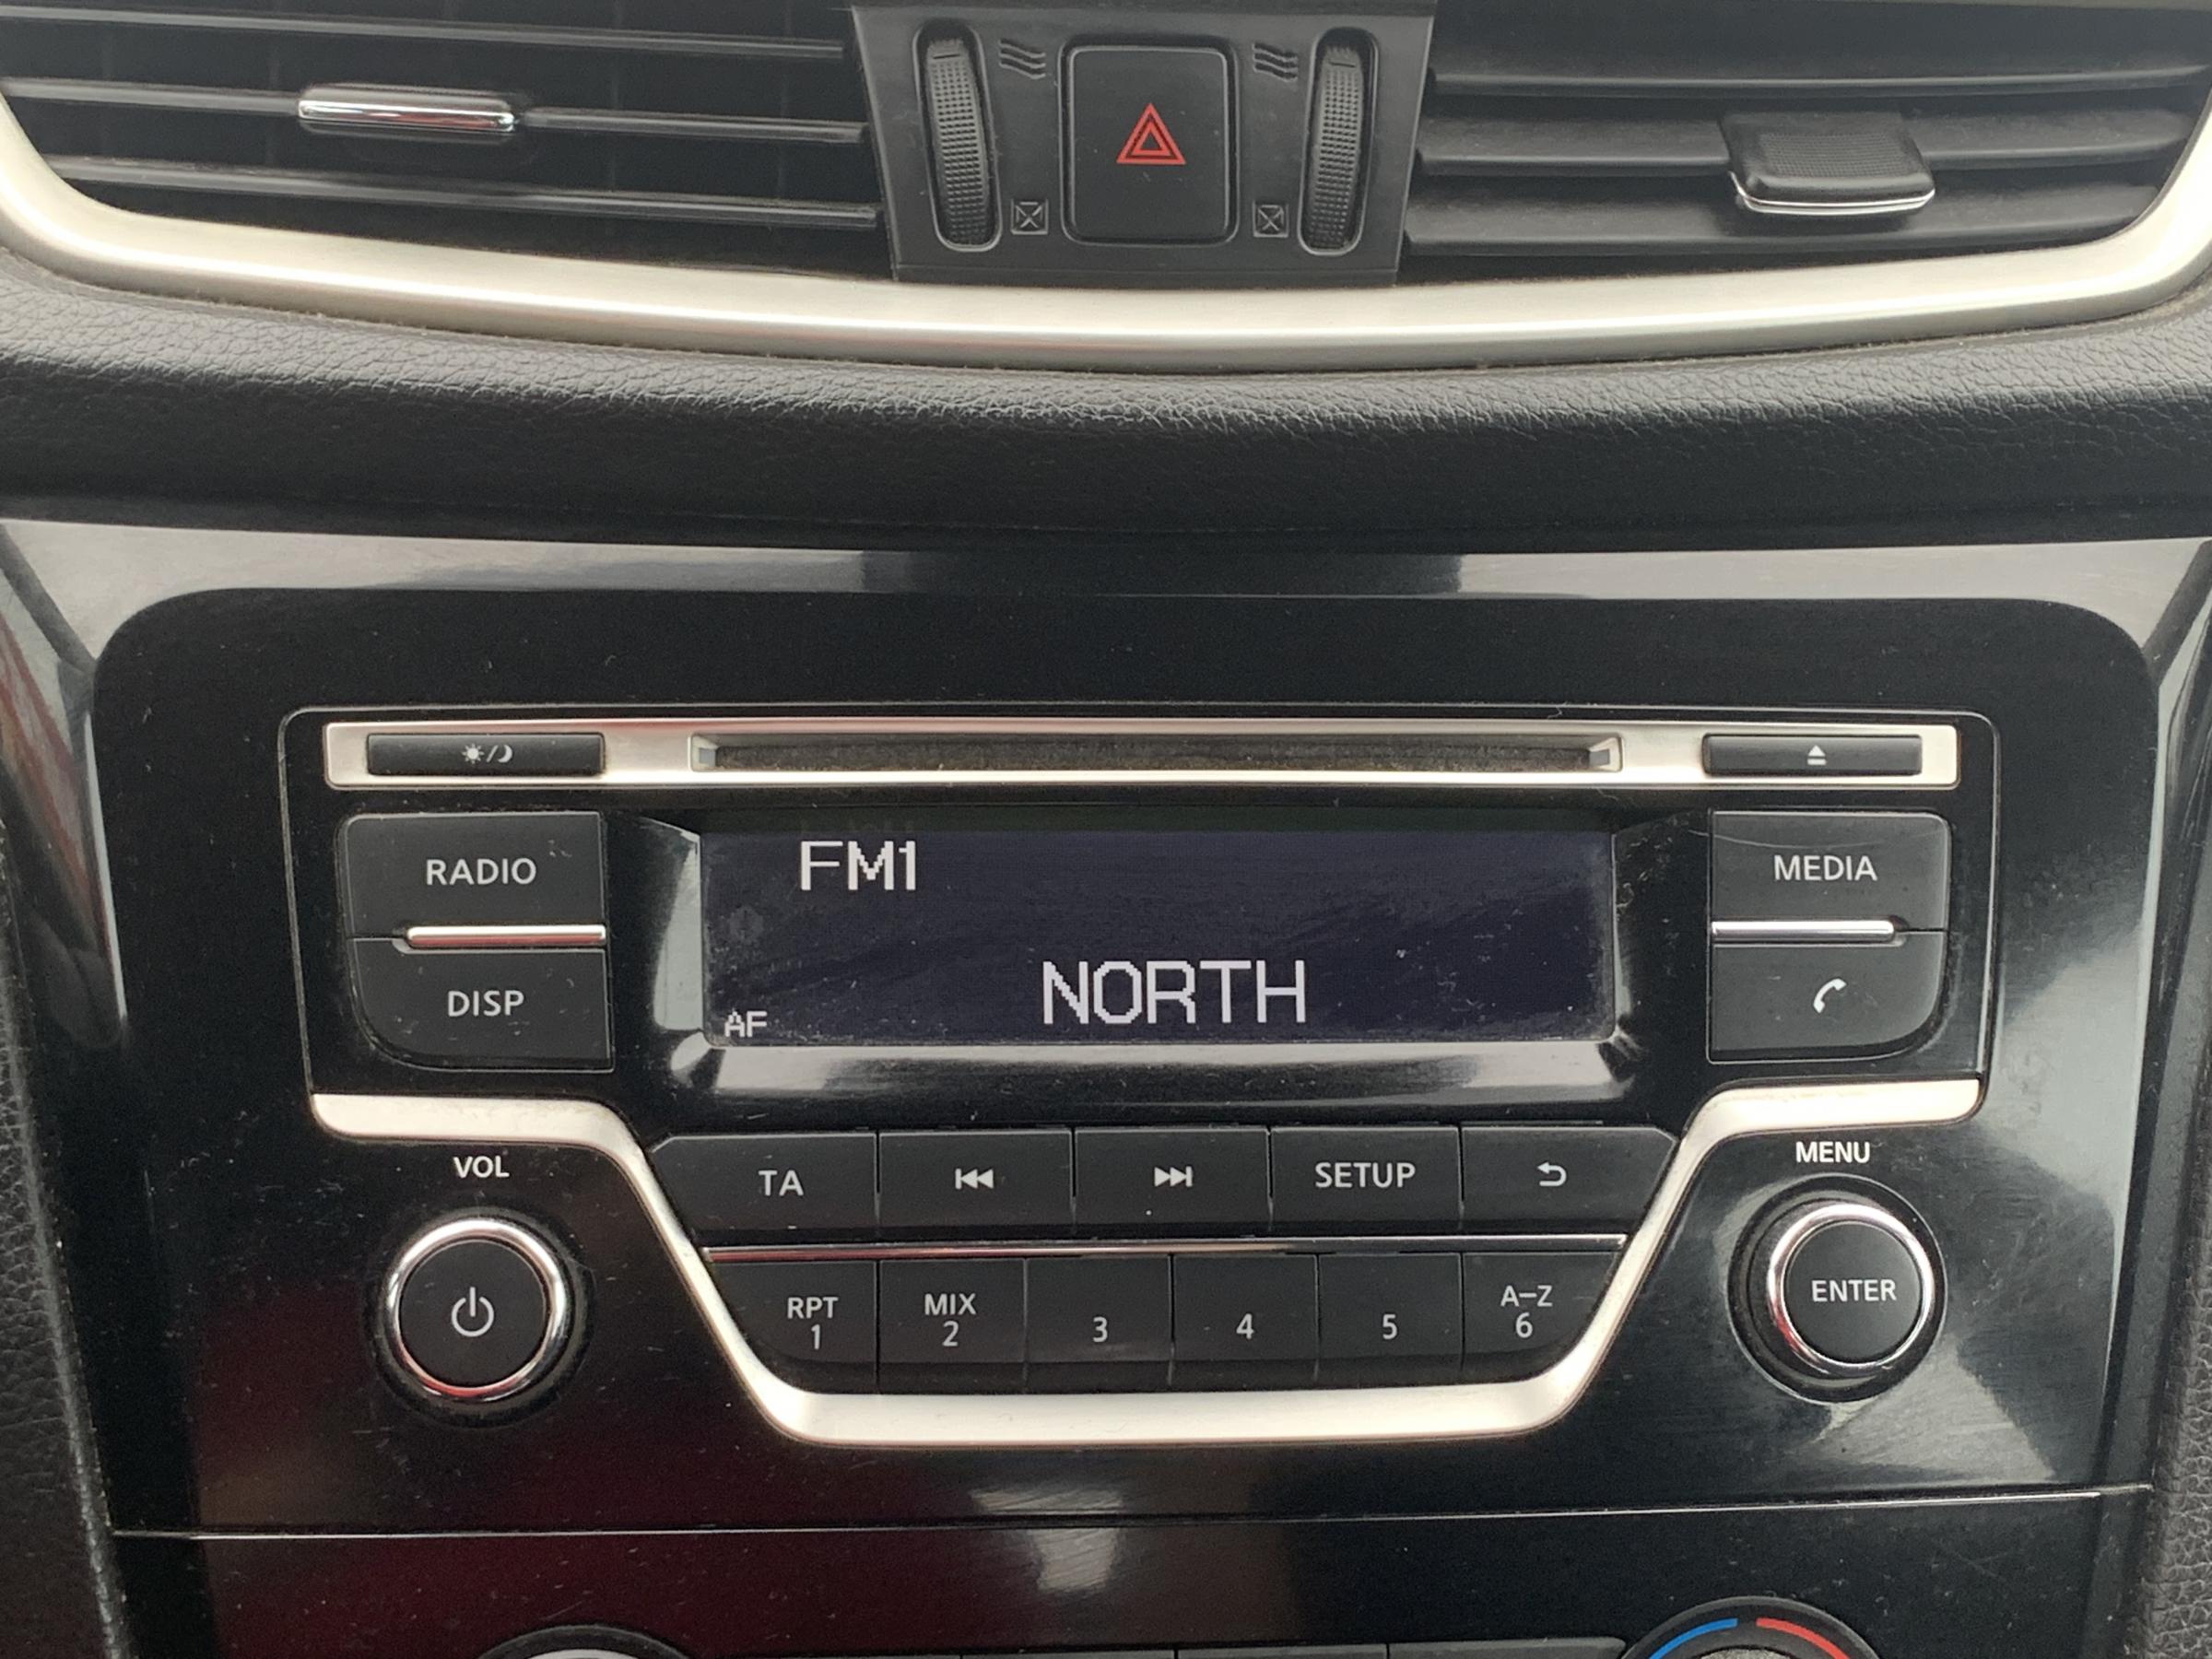 RADIO
FM1
MEDIA
DISP
NORTH
AF
VOL
TA
SETUP
MENU
RPT
1
MIX
2
3
4
5
A–Z
6
ENTER